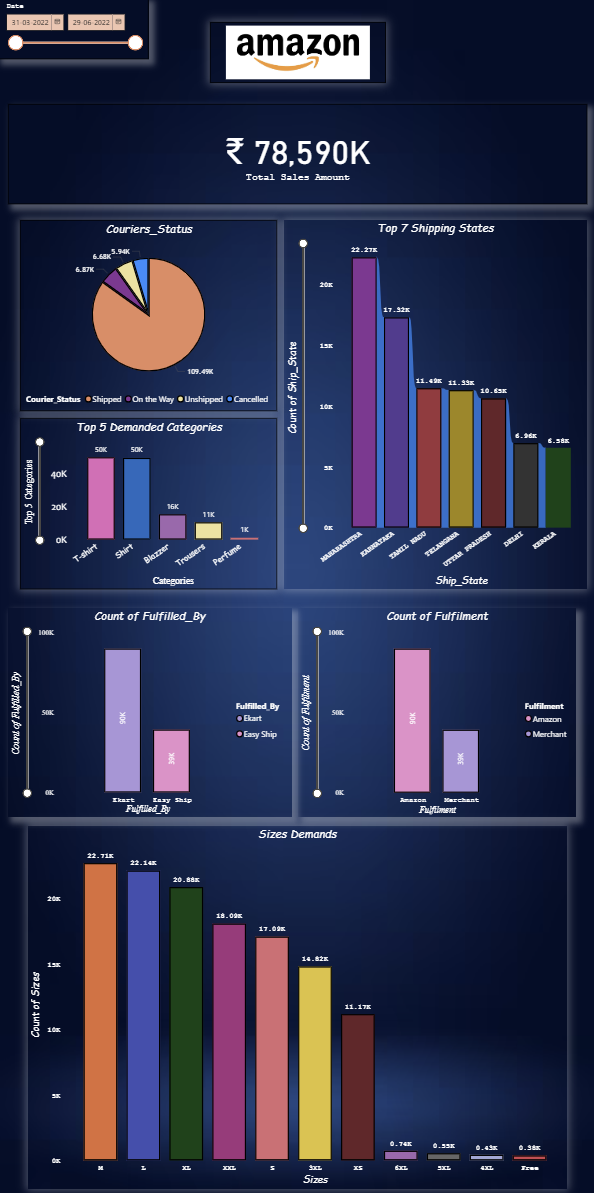 Date
31-03-2022 29-06-2022
amazon
₹ 78,590K
Total Sales Amount
Couriers_Status
5.94K
6.68K
6.87K
109.49K
Courier_Status Shipped On the Way Unshipped Cancelled
Top 5 Demanded Categories
Top 5 Categories
40K
20K
0K
50K 50K 16K 11K 1K
T-shirt Shirt Blazzer Trousers Perfume
Categories
Top 7 Shipping States
Count of Ship_State
20K
15K
10K
5K
0K
22.27K
17.32K
11.49K
11.33K
10.65K
6.96K
6.58K
MAHARASHTRA KARNATAKA TAMIL NADU TELANGANA UTTAR PRADESH DELHI KERALA
Ship_State
Count of Fulfilled_By
Count of Fulfilled_By
100K
50K
0K
90K
39K
Ekart Easy Ship
Fulfilled_By
Fulfilled_By
Ekart
Easy Ship
Count of Fulfilment
Count of Fulfilment
100K
50K
0K
90K
39K
Amazon Merchant
Fulfilment
Fulfilment
Amazon
Merchant
Sizes Demands
Count of Sizes
20K
15K
10K
5K
0K
22.71K
22.14K
20.88K
18.09K
17.09K
14.82K
11.17K
0.74K
0.55K
0.43K
0.38K
M L XL XXL S 3XL XS 6XL 5XL 4XL Free
Sizes